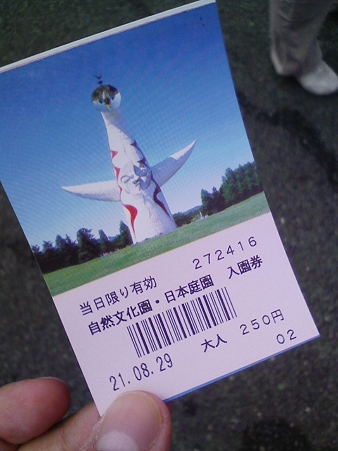 272416
当日限り有効
自然文化園・日本庭園 入園券
21.08.29
大人 250円
02